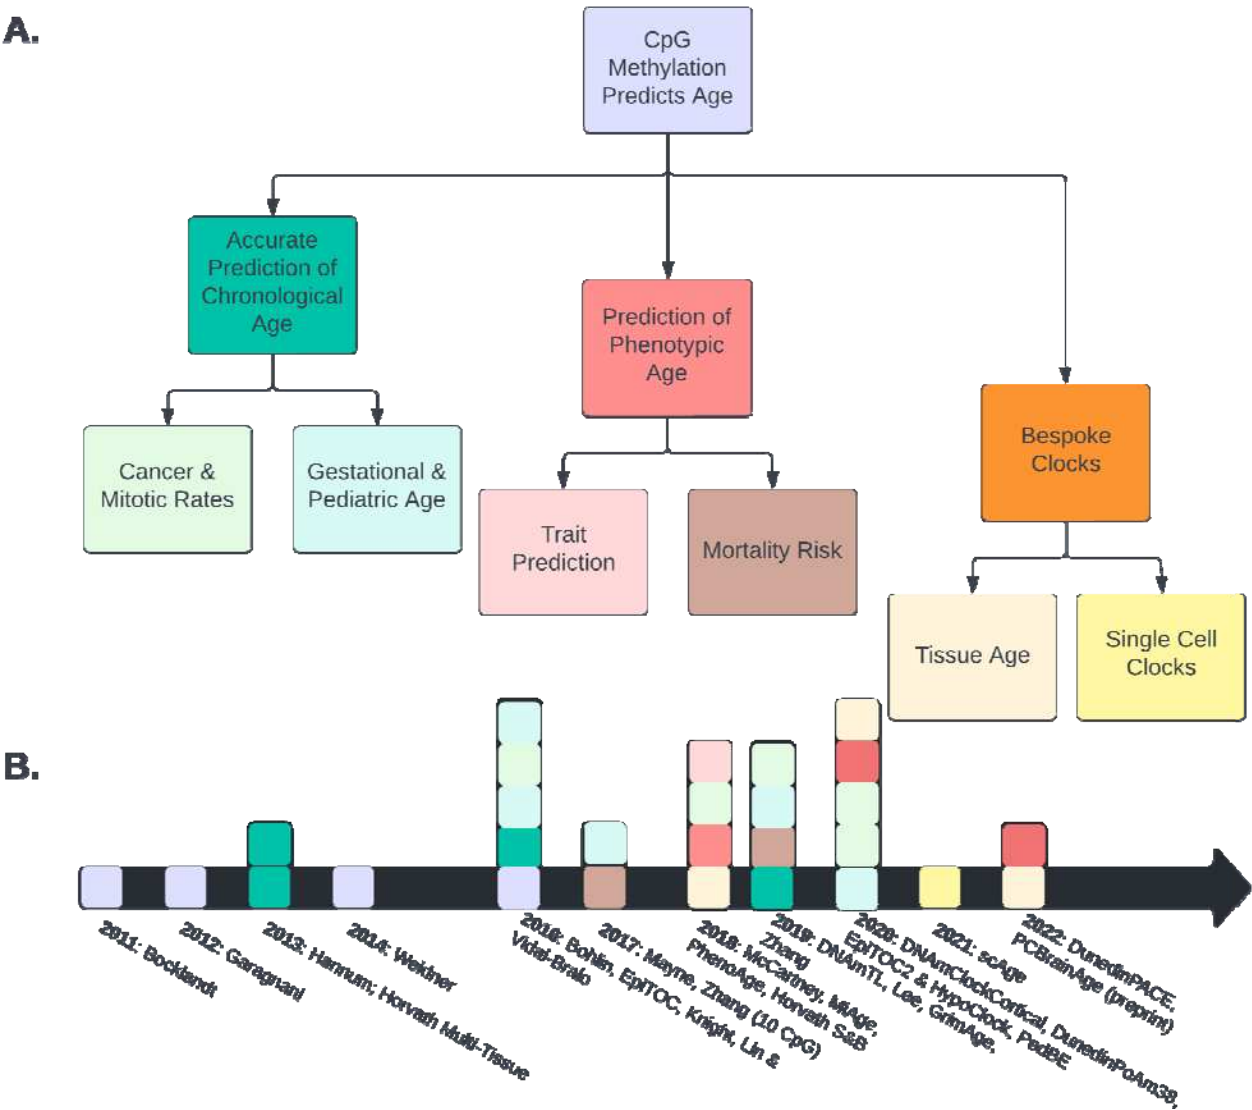 A.
CpG
Methylation
Predicts Age
Accurate
Prediction of
Chronological
Age
Prediction of
Phenotypic
Age
Bespoke
Clocks
Cancer &
Mitotic Rates
Gestational &
Pediatric Age
Trait
Prediction
Mortality Risk
Tissue Age
Single Cell
Clocks
B.
2011: Bocklandt
2012: Garagnani
2013: Hannum; Horvath Multi-Tissue
2014: Weidner
2016: Bohlin, EpiTOC, Knight, Lin &
Vidal-Bralo
2017: Mayne, Zhang (10 CpG)
2018: McCartney, MiAge,
PhenoAge, Horvath S&B
2019: DNAmTL, Lee, GrimAge,
Zhang
2020: DNAmClockCortical, DunedinPoAm38,
EpiTOC2 & HypoClock, PedBE
2021: scAge
2022: DunedinPACE,
PCBrainAge (preprint)